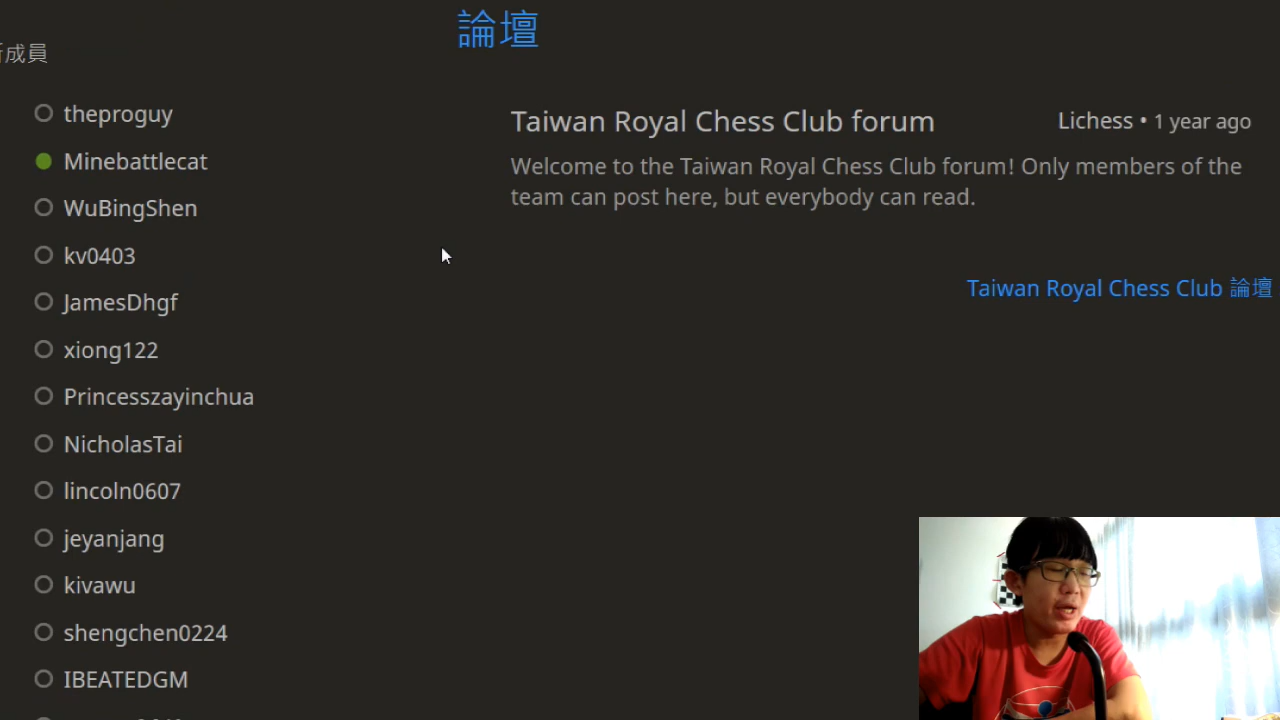 論壇
成員
theproguy
Minebattlecat
WuBingShen
kv0403
JamesDhgf
xiong122
Princesszayinchua
NicholasTai
lincoln0607
jeyanjang
kivawu
shengchen0224
IBEATEDGM
Taiwan Royal Chess Club forum
Lichess • 1 year ago
Welcome to the Taiwan Royal Chess Club forum! Only members of the
team can post here, but everybody can read.
Taiwan Royal Chess Club 論壇